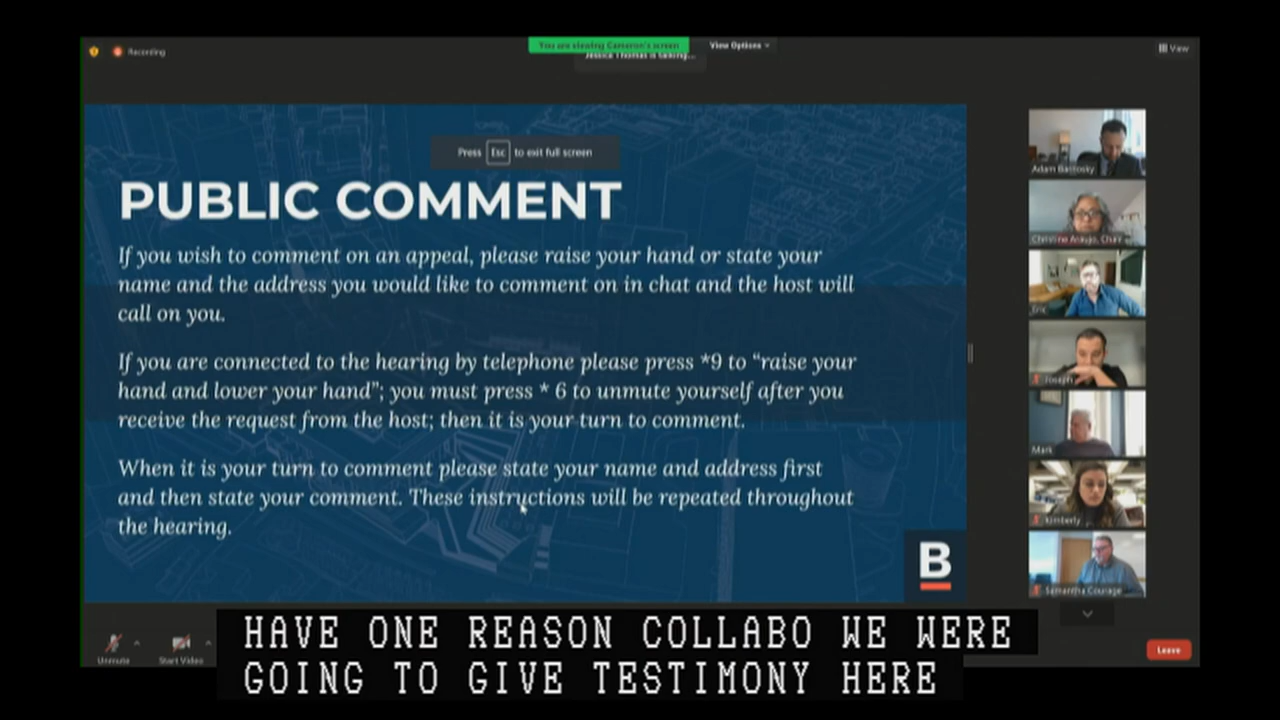 Recording
You are viewing Cameron's screen
View Options
Jessica Thomas is talking...
View
Press Esc to exit full screen
PUBLIC COMMENT
If you wish to comment on an appeal, please raise your hand or state your
name and the address you would like to comment on in chat and the host will
call on you.
If you are connected to the hearing by telephone please press *9 to “raise your
hand and lower your hand”; you must press * 6 to unmute yourself after you
receive the request from the host; then it is your turn to comment.
When it is your turn to comment please state your name and address first
and then state your comment. These instructions will be repeated throughout
the hearing.
B
Adam
Christine Araujo, Chair
Eric
Joseph
Mark
Kimberly
Samantha Courage
Unmute
Start Video
Leave
HAVE ONE REASON COLLABO WE WERE
GOING TO GIVE TESTIMONY HERE